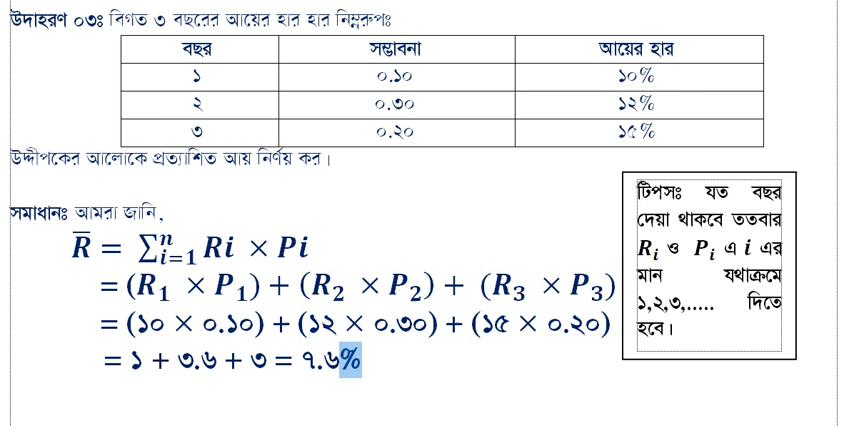 উদাহরণ ০৩ঃ বিগত ৩ বছরের আয়ের হার হার নিম্নরুপঃ
বছর সম্ভাবনা আয়ের হার
১ ০.১০ ১০%
২ ০.৩০ ১২%
৩ ০.২০ ১৫%
উদ্দীপকের আলোকে প্রত্যাশিত আয় নির্ণয় কর।
সমাধানঃ আমরা জানি,
R̅ = ∑ⁿᵢ₌₁ Ri × Pi
= (R₁ × P₁) + (R₂ × P₂) + (R₃ × P₃)
= (১০ × ০.১০) + (১২ × ০.৩০) + (১৫ × ০.২০)
= ১ + ৩.৬ + ৩ = ৭.৬%
টিপসঃ যত বছর
দেয়া থাকবে ততবার
Rᵢ ও Pᵢ এ i এর
মান যথাক্রমে
১,২,৩,..... দিতে
হবে।